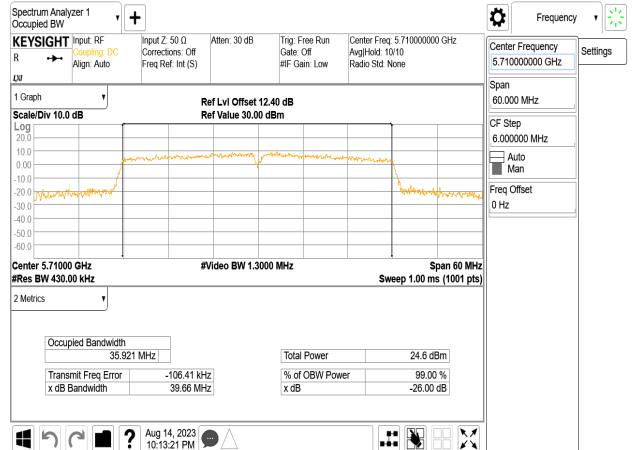 Spectrum Analyzer 1
Occupied BW
Frequency
KEYSIGHT
R
LXI
Input: RF
Coupling: DC
Align: Auto
Input Z: 50 Ω
Corrections: Off
Freq Ref: Int (S)
Atten: 30 dB
Trig: Free Run
Gate: Off
#IF Gain: Low
Center Freq: 5.710000000 GHz
Avg|Hold: 10/10
Radio Std: None
1 Graph
Scale/Div 10.0 dB
Ref Lvl Offset 12.40 dB
Ref Value 30.00 dBm
Log
20.0
10.0
0.00
-10.0
-20.0
-30.0
-40.0
-50.0
-60.0
Center 5.71000 GHz
#Res BW 430.00 kHz
#Video BW 1.3000 MHz
Span 60 MHz
Sweep 1.00 ms (1001 pts)
2 Metrics
Occupied Bandwidth
35.921 MHz
Transmit Freq Error -106.41 kHz
x dB Bandwidth 39.66 MHz
Total Power 24.6 dBm
% of OBW Power 99.00 %
x dB -26.00 dB
Center Frequency
5.710000000 GHz
Span
60.000 MHz
CF Step
6.000000 MHz
Auto
Man
Freq Offset
0 Hz
Settings
?
Aug 14, 2023
10:13:21 PM